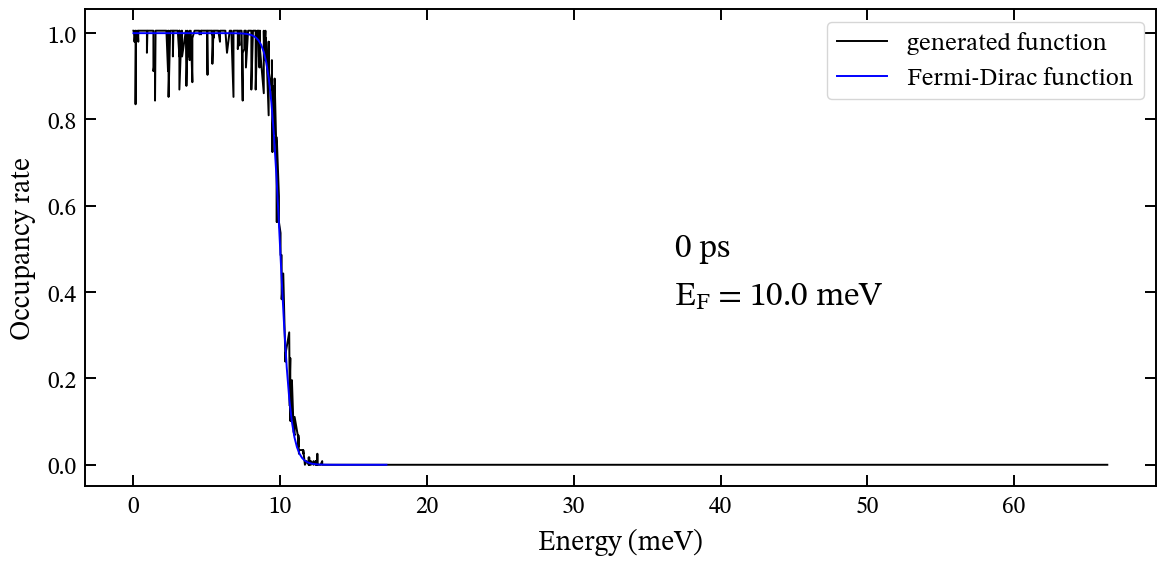 1.0
0.8
0.6
0.4
0.2
0.0
Occupancy rate
generated function
Fermi-Dirac function
0 ps
E_F = 10.0 meV
0 10 20 30 40 50 60
Energy (meV)